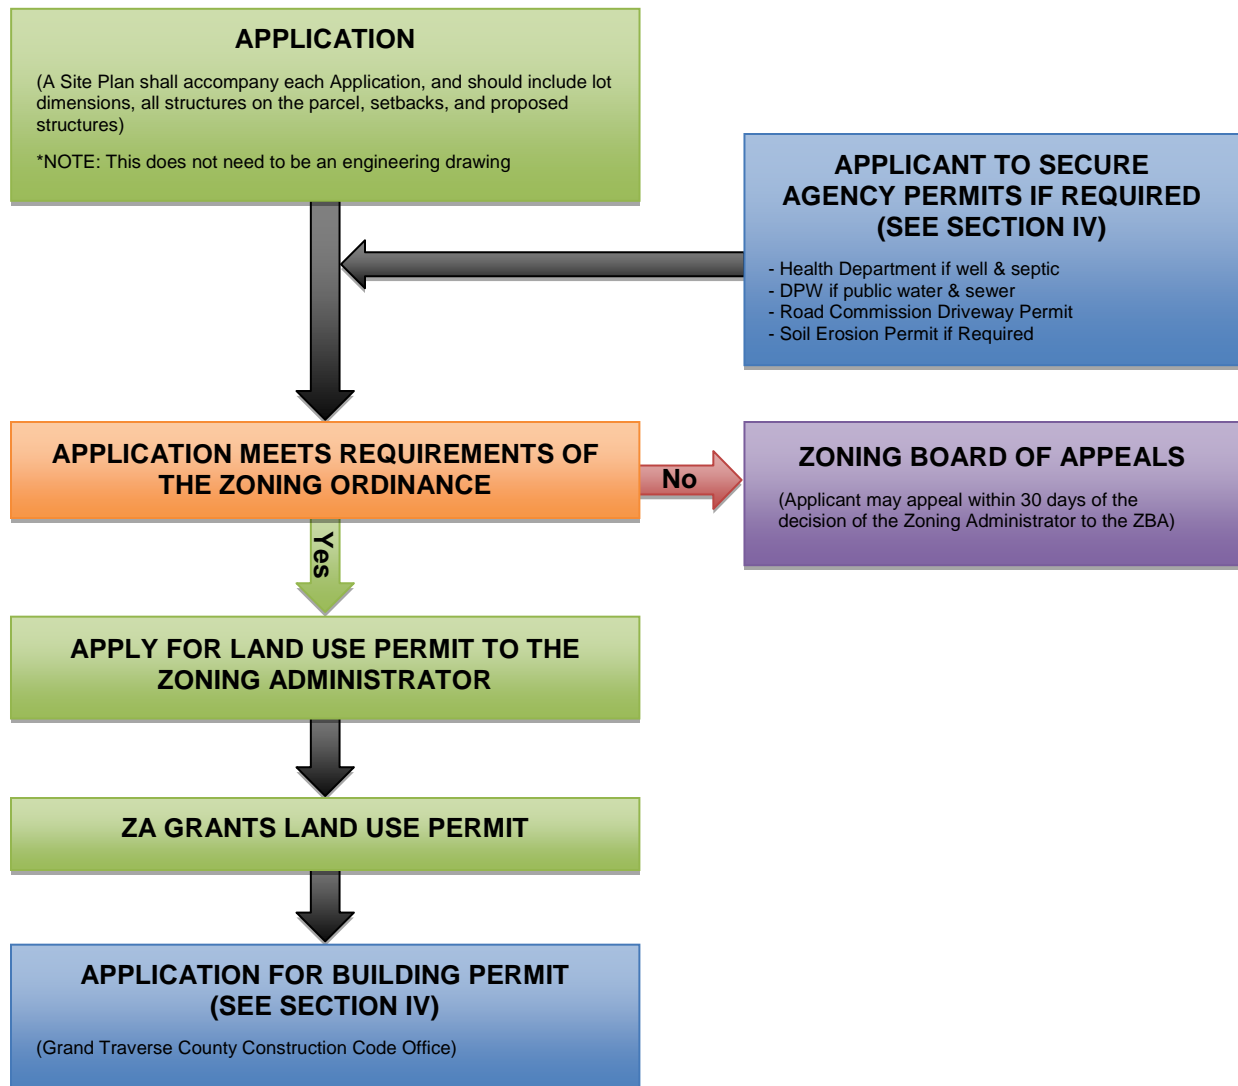 APPLICATION
(A Site Plan shall accompany each Application, and should include lot
dimensions, all structures on the parcel, setbacks, and proposed
structures)
*NOTE: This does not need to be an engineering drawing
APPLICANT TO SECURE
AGENCY PERMITS IF REQUIRED
(SEE SECTION IV)
- Health Department if well & septic
- DPW if public water & sewer
- Road Commission Driveway Permit
- Soil Erosion Permit if Required
APPLICATION MEETS REQUIREMENTS OF
THE ZONING ORDINANCE
No
ZONING BOARD OF APPEALS
(Applicant may appeal within 30 days of the
decision of the Zoning Administrator to the ZBA)
Yes
APPLY FOR LAND USE PERMIT TO THE
ZONING ADMINISTRATOR
ZA GRANTS LAND USE PERMIT
APPLICATION FOR BUILDING PERMIT
(SEE SECTION IV)
(Grand Traverse County Construction Code Office)